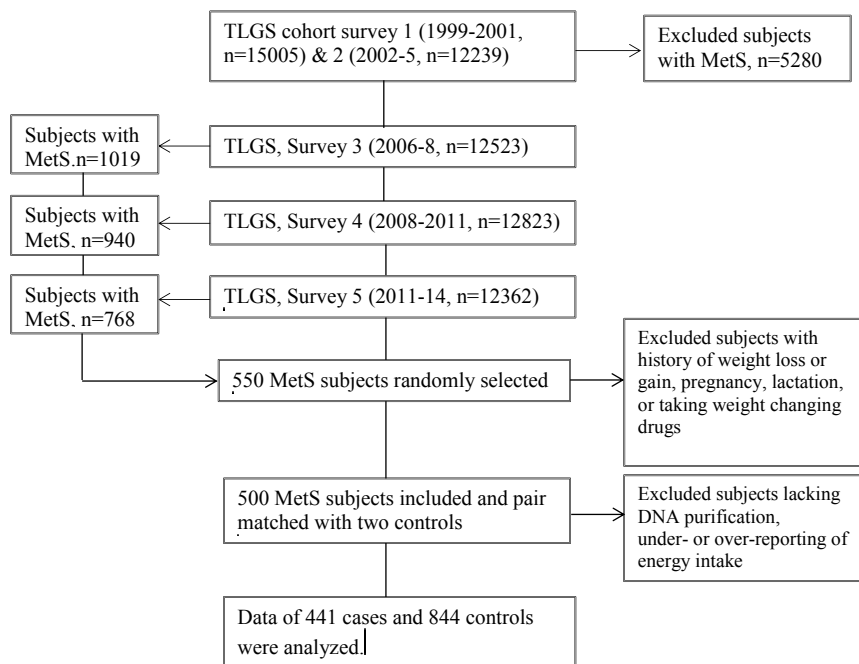 TLGS cohort survey 1 (1999-2001,
n=15005) & 2 (2002-5, n=12239)
Excluded subjects
with MetS, n=5280
Subjects with
MetS.n=1019
TLGS, Survey 3 (2006-8, n=12523)
Subjects with
MetS, n=940
TLGS, Survey 4 (2008-2011, n=12823)
Subjects with
MetS, n=768
TLGS, Survey 5 (2011-14, n=12362)
550 MetS subjects randomly selected
Excluded subjects with
history of weight loss or
gain, pregnancy, lactation,
or taking weight changing
drugs
500 MetS subjects included and pair
matched with two controls
Excluded subjects lacking
DNA purification,
under- or over-reporting of
energy intake
Data of 441 cases and 844 controls
were analyzed.